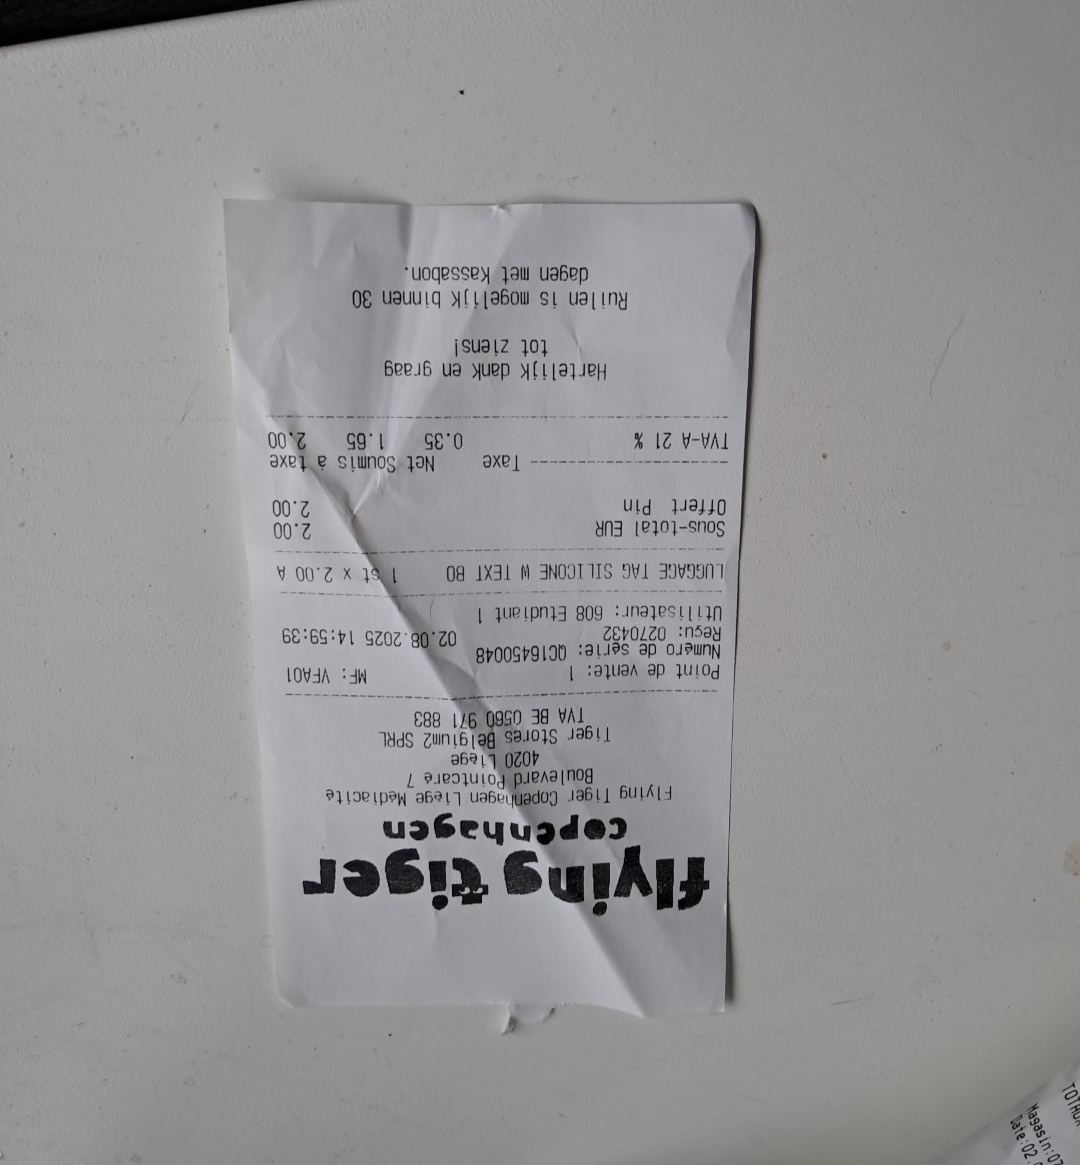 flying tiger
copenhagen
Flying Tiger Copenhagen Liege Mediacite
Boulevard Pointcare 7
4020 Liege
Tiger Stores Belgium2 SPRL
TVA BE 0560 971 883
Point de vente: 1 MF: VFA01
Numero de serie: QC16450048
Reçu: 0270432 02.08.2025 14:59:39
Utilisateur: 608 Etudiant 1
LUGGAGE TAG SILICONE W TEXT BO 1 st x 2.00 A
Sous-total EUR 2.00
Offert Pin 2.00
Taxe Net Soumis à taxe
TVA-A 21 % 0.35 1.65 2.00
Hartelijk dank en graag
tot ziens!
Ruilen is mogelijk binnen 30
dagen met kassabon.